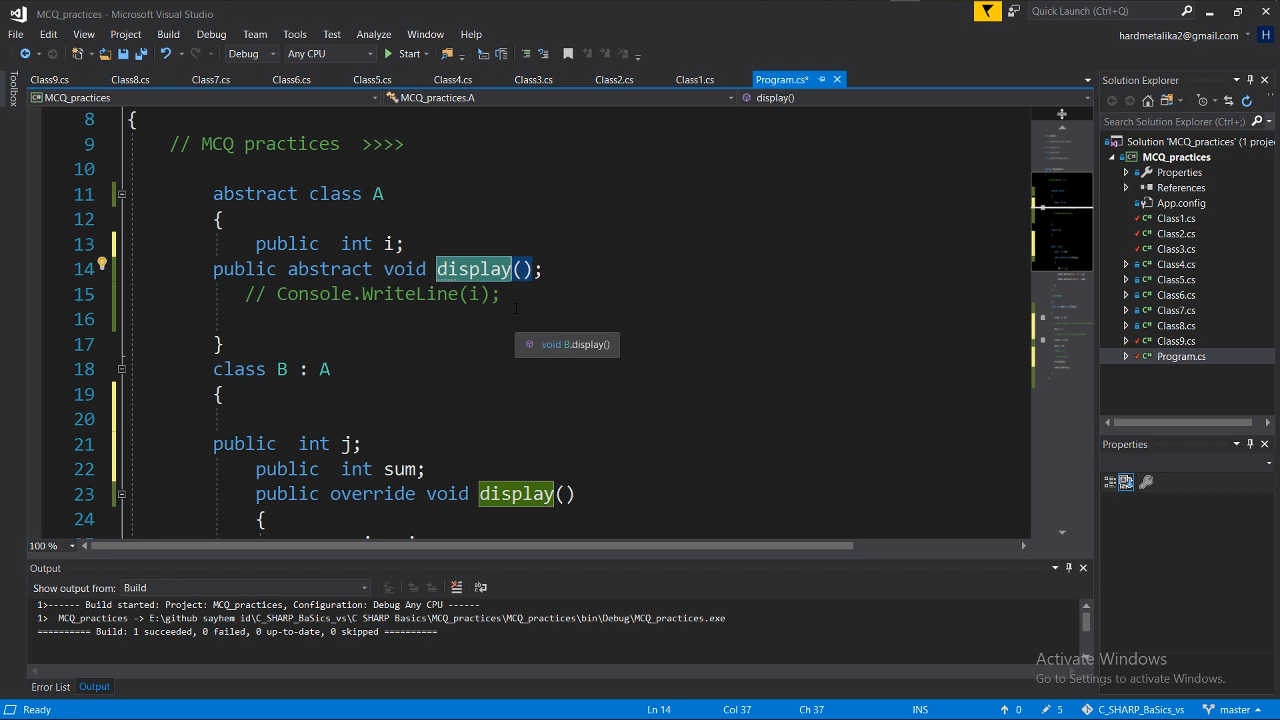 MCQ_practices - Microsoft Visual Studio
Quick Launch (Ctrl+Q)
File Edit View Project Build Debug Team Tools Test Analyze Window Help
hardmetalika2@gmail.com H
Debug Any CPU Start
Toolbox
Class9.cs Class8.cs Class7.cs Class6.cs Class5.cs Class4.cs Class3.cs Class2.cs Class1.cs Program.cs*
MCQ_practices MCQ_practices.A display()
8 {
9 // MCQ practices >>>>
10
11 abstract class A
12 {
13 public int i;
14 public abstract void display();
15 // Console.WriteLine(i);
16
17 }
void B.display()
18 class B : A
19 {
20
21 public int j;
22 public int sum;
23 public override void display()
24 {
100 %
Solution Explorer
Search Solution Explorer (Ctrl+;)
Solution 'MCQ_practices' (1 projec
MCQ_practices
Properties
References
App.config
Class1.cs
Class2.cs
Class3.cs
Class4.cs
Class5.cs
Class6.cs
Class7.cs
Class8.cs
Class9.cs
Program.cs
Properties
Output
Show output from: Build
1>------ Build started: Project: MCQ_practices, Configuration: Debug Any CPU ------
1> MCQ_practices -> E:\github sayhem id\C_SHARP_BaSics_vs\C SHARP Basics\MCQ_practices\MCQ_practices\bin\Debug\MCQ_practices.exe
========== Build: 1 succeeded, 0 failed, 0 up-to-date, 0 skipped ==========
Activate Windows
Go to Settings to activate Windows.
Error List Output
Ready Ln 14 Col 37 Ch 37 INS 0 5 C_SHARP_BaSics_vs master